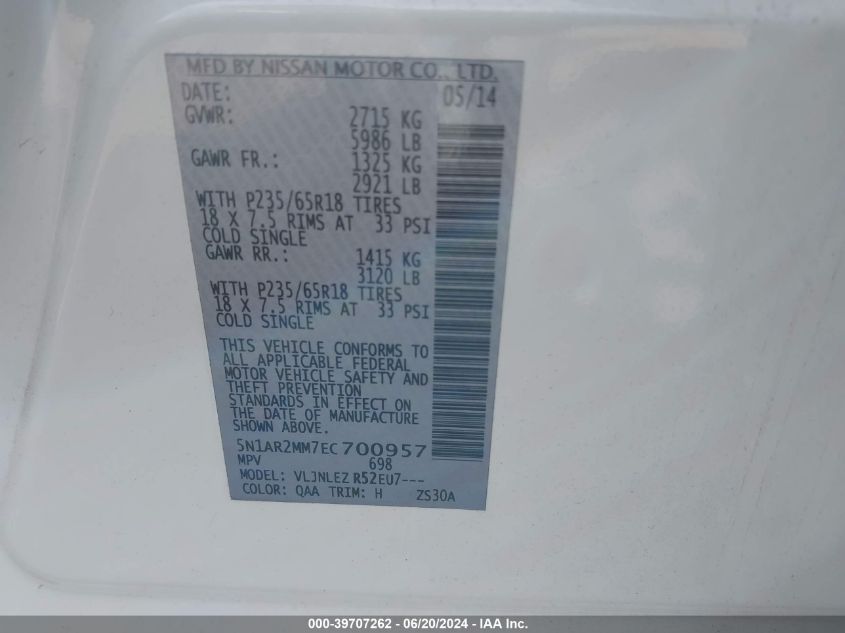 MFD BY NISSAN MOTOR CO., LTD.
DATE: 05/14
GVWR: 2715 KG
5986 LB
GAWR FR.: 1325 KG
2921 LB
WITH P235/65R18 TIRES
18 X 7.5 RIMS AT 33 PSI
COLD SINGLE
GAWR RR.: 1415 KG
3120 LB
WITH P235/65R18 TIRES
18 X 7.5 RIMS AT 33 PSI
COLD SINGLE
THIS VEHICLE CONFORMS TO
ALL APPLICABLE FEDERAL
MOTOR VEHICLE SAFETY AND
THEFT PREVENTION
STANDARDS IN EFFECT ON
THE DATE OF MANUFACTURE
SHOWN ABOVE.
5N1AR2MM7EC700957
MPV 698
MODEL: VLJNLEZ R52EU7---
COLOR: QAA TRIM: H ZS30A
000-39707262 - 06/20/2024 - IAA Inc.